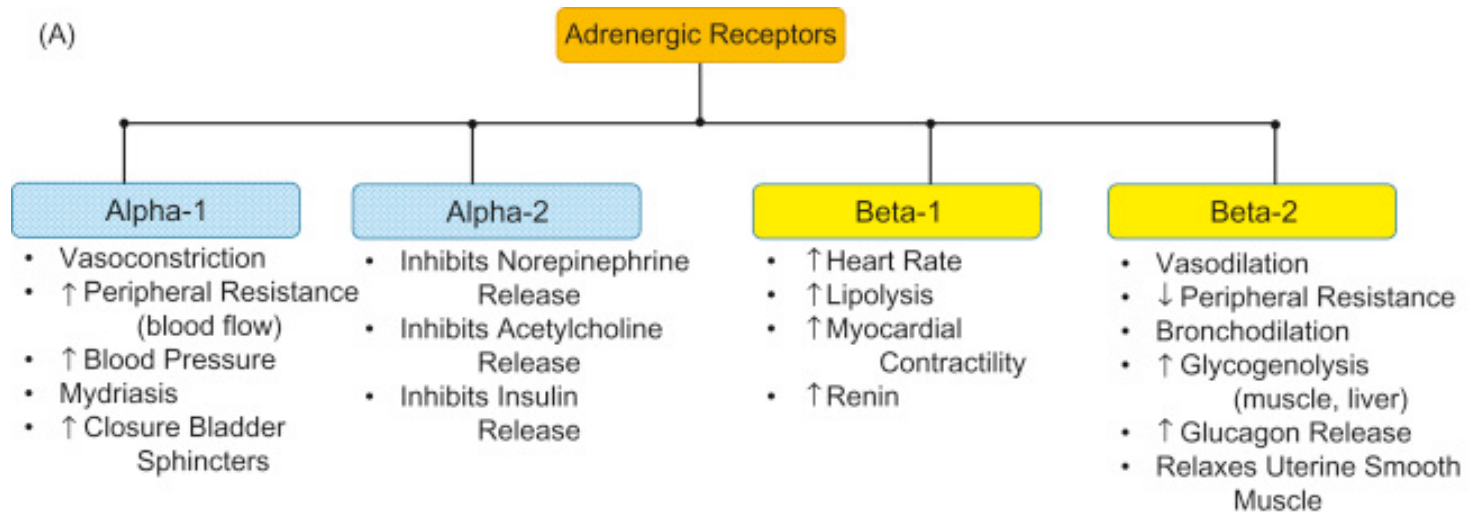 (A)
Adrenergic Receptors
Alpha-1
• Vasoconstriction
• ↑ Peripheral Resistance
(blood flow)
• ↑ Blood Pressure
• Mydriasis
• ↑ Closure Bladder
Sphincters
Alpha-2
• Inhibits Norepinephrine
Release
• Inhibits Acetylcholine
Release
• Inhibits Insulin
Release
Beta-1
• ↑ Heart Rate
• ↑ Lipolysis
• ↑ Myocardial
Contractility
• ↑ Renin
Beta-2
• Vasodilation
• ↓ Peripheral Resistance
• Bronchodilation
• ↑ Glycogenolysis
(muscle, liver)
• ↑ Glucagon Release
• Relaxes Uterine Smooth
Muscle